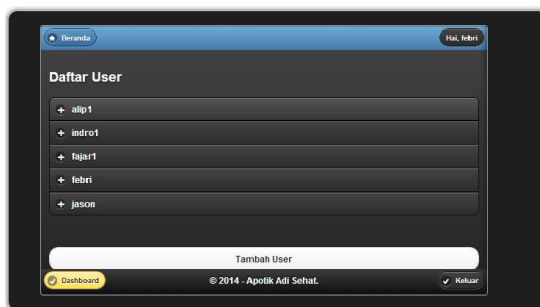 Beranda
Hai, febri
Daftar User
alip1
indro1
fajar1
febri
jason
Tambah User
Dashboard
© 2014 - Apotik Adi Sehat.
Keluar